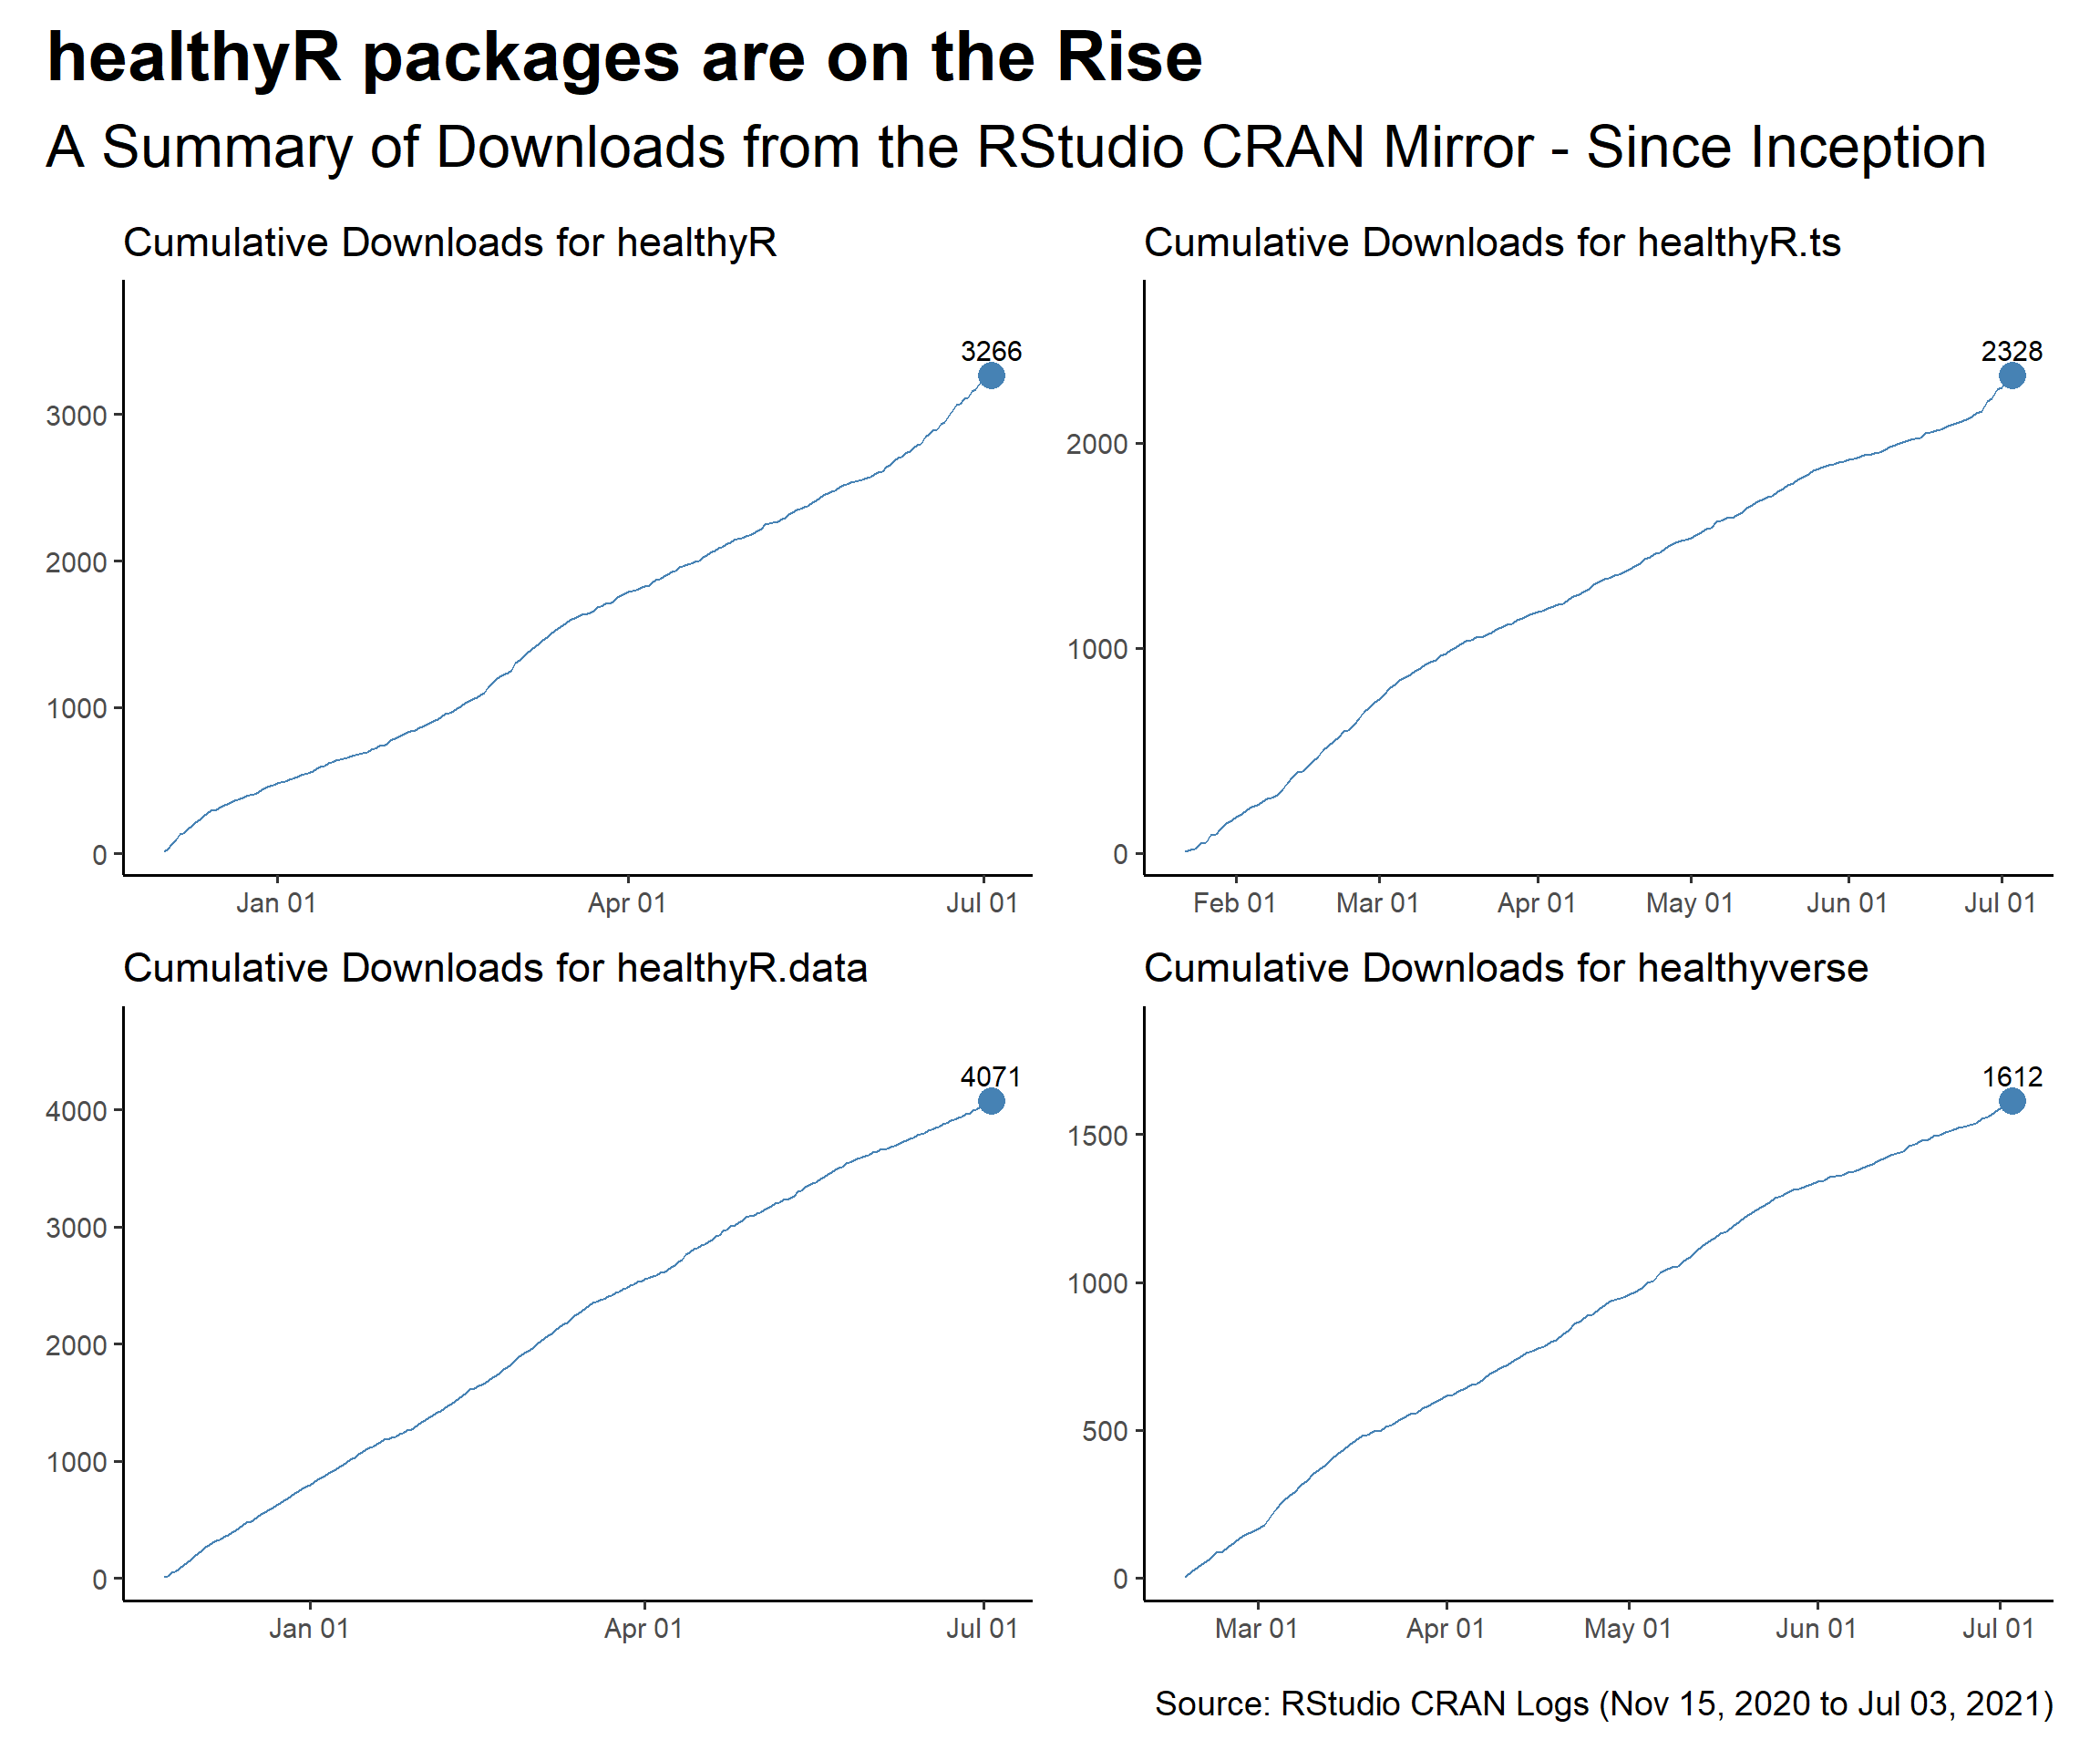 healthyR packages are on the Rise
A Summary of Downloads from the RStudio CRAN Mirror - Since Inception
Cumulative Downloads for healthyR
3266
3000
2000
1000
0
Jan 01 Apr 01 Jul 01
Cumulative Downloads for healthyR.ts
2328
2000
1000
0
Feb 01 Mar 01 Apr 01 May 01 Jun 01 Jul 01
Cumulative Downloads for healthyR.data
4071
4000
3000
2000
1000
0
Jan 01 Apr 01 Jul 01
Cumulative Downloads for healthyverse
1612
1500
1000
500
0
Mar 01 Apr 01 May 01 Jun 01 Jul 01
Source: RStudio CRAN Logs (Nov 15, 2020 to Jul 03, 2021)